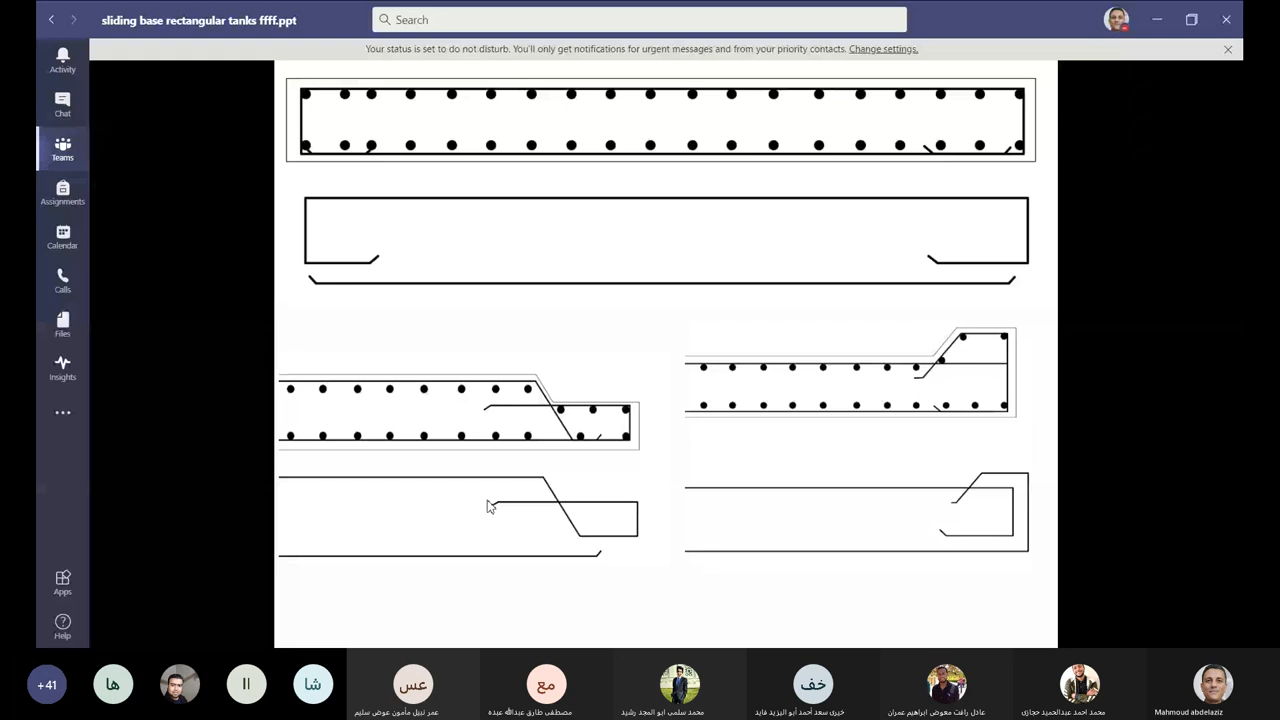 sliding base rectangular tanks ffff.ppt
Search
Your status is set to do not disturb. You'll only get notifications for urgent messages and from your priority contacts. Change settings.
Activity
Chat
Teams
Assignments
Calendar
Calls
Files
Insights
Apps
Help
+41
ها
اا
شا
عس
مع
خف
عمر نبيل مأمون عوض سليم
مصطفى طارق عبدالله عبده
محمد سلمى ابو المجد رشيد
خيرى سعد أحمد أبو اليزيد فايد
عادل رافت معوض ابراهيم عمران
محمد احمد عبدالحميد حجازى
Mahmoud abdelaziz